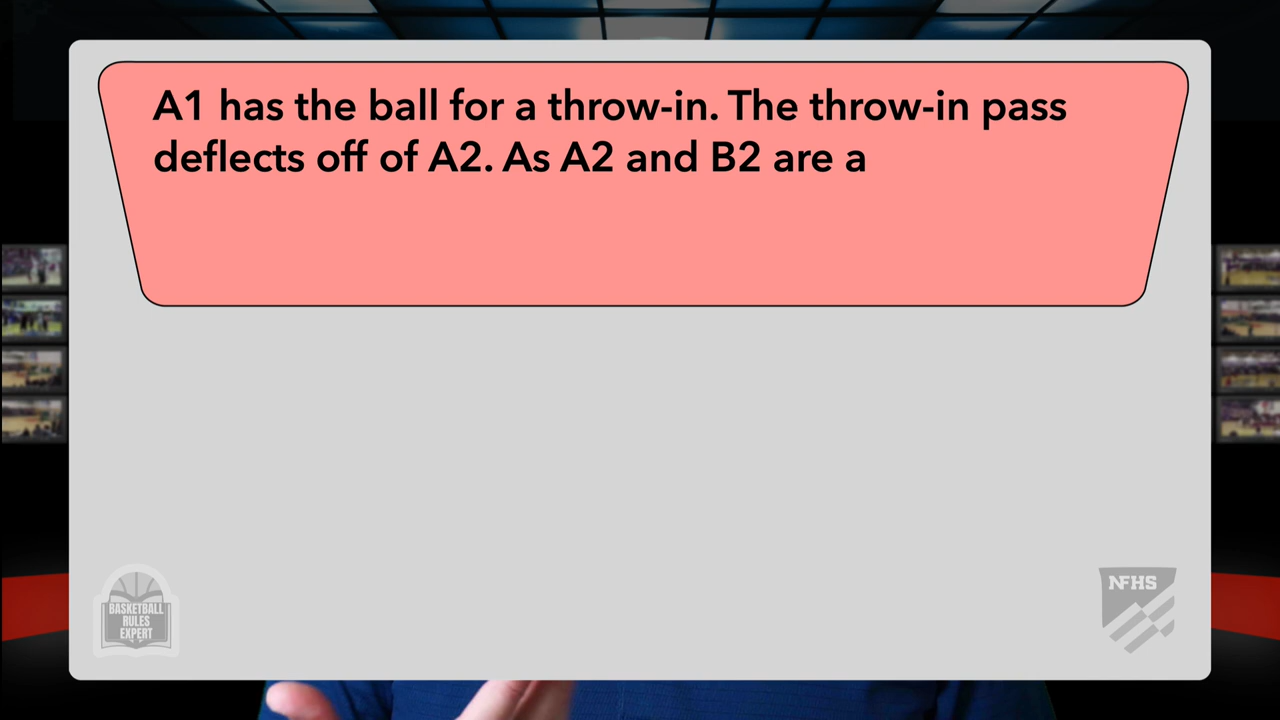 A1 has the ball for a throw-in. The throw-in pass
deflects off of A2. As A2 and B2 are a
BASKETBALL
RULES
EXPERT
NFHS